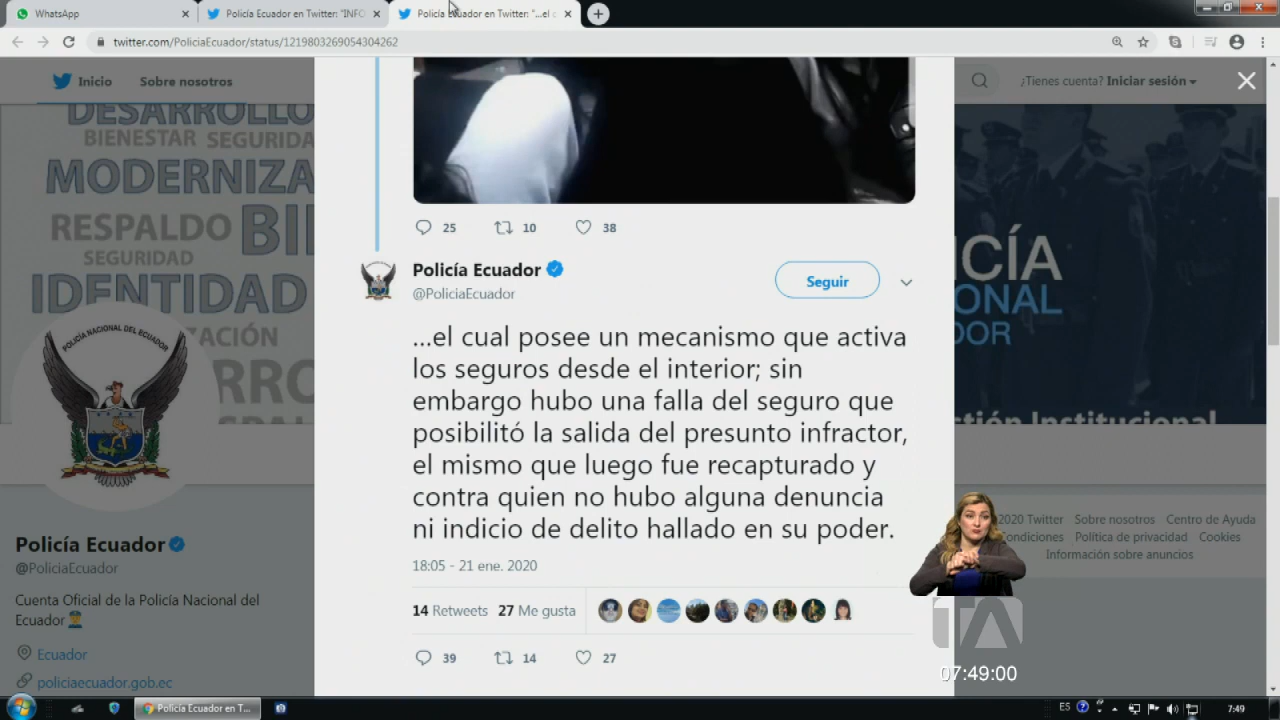 WhatsApp
Policía Ecuador en Twitter: "INFO
Policía Ecuador en Twitter: "...el c
twitter.com/PoliciaEcuador/status/1219803269054304262
Inicio
Sobre nosotros
¿Tienes cuenta? Iniciar sesión
DESARROLLO
BIENESTAR SEGURIDA
MODERNIZA
RESPALDO BIE
SEGURIDAD
IDENTIDAD
POLICÍA NACIONAL DEL ECUADOR
CÍA
ONAL
DOR
stión Institucional
25
10
38
Policía Ecuador
@PoliciaEcuador
Seguir
...el cual posee un mecanismo que activa
los seguros desde el interior; sin
embargo hubo una falla del seguro que
posibilitó la salida del presunto infractor,
el mismo que luego fue recapturado y
contra quien no hubo alguna denuncia
ni indicio de delito hallado en su poder.
18:05 - 21 ene. 2020
14 Retweets 27 Me gusta
39
14
27
Policía Ecuador
@PoliciaEcuador
Cuenta Oficial de la Policía Nacional del
Ecuador
Ecuador
policiaecuador.gob.ec
2020 Twitter Sobre nosotros Centro de Ayuda
ondiciones Política de privacidad Cookies
Información sobre anuncios
TA
07:49:00
Policía Ecuador en T...
ES
7:49